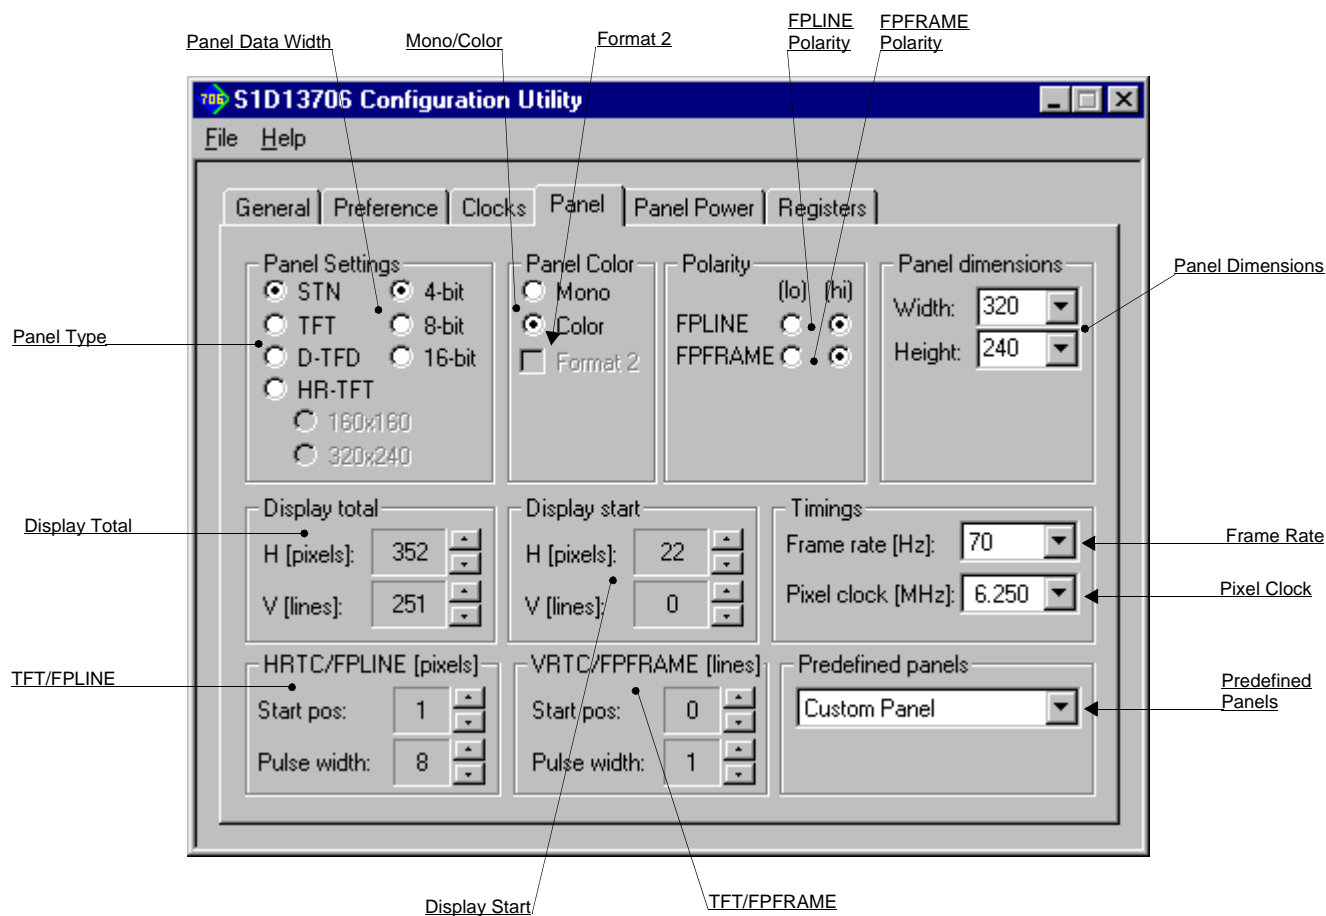 FPLINE
Polarity
FPFRAME
Polarity
Panel Data Width
Mono/Color
Format 2
706 S1D13706 Configuration Utility
File Help
General Preference Clocks Panel Panel Power Registers
Panel Settings
STN 4-bit
TFT 8-bit
D-TFD 16-bit
HR-TFT
160x160
320x240
Panel Color
Mono
Color
Format 2
Polarity
(lo) (hi)
FPLINE
FPFRAME
Panel dimensions
Width: 320
Height: 240
Panel Dimensions
Panel Type
Display total
H [pixels]: 352
V [lines]: 251
Display start
H [pixels]: 22
V [lines]: 0
Timings
Frame rate [Hz]: 70
Pixel clock [MHz]: 6.250
Display Total
Frame Rate
Pixel Clock
HRTC/FPLINE [pixels]
Start pos: 1
Pulse width: 8
VRTC/FPFRAME [lines]
Start pos: 0
Pulse width: 1
Predefined panels
Custom Panel
TFT/FPLINE
Predefined
Panels
Display Start
TFT/FPFRAME